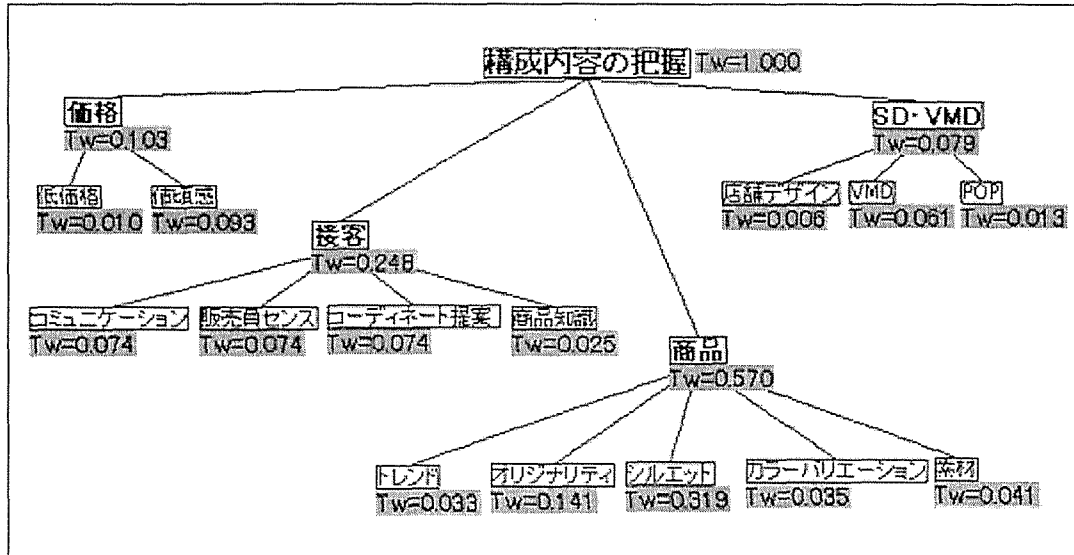 構成内容の把握 Tw=1.000
価格
Tw=0.103
SD・VMD
Tw=0.079
低価格
Tw=0.010
価値感
Tw=0.093
店舗デザイン
Tw=0.006
VMD
Tw=0.061
POP
Tw=0.013
接客
Tw=0.248
コミュニケーション
Tw=0.074
販売員センス
Tw=0.074
コーディネート提案
Tw=0.074
商品知識
Tw=0.025
商品
Tw=0.570
トレンド
Tw=0.033
オリジナリティ
Tw=0.141
シルエット
Tw=0.319
カラーバリエーション
Tw=0.035
素材
Tw=0.041